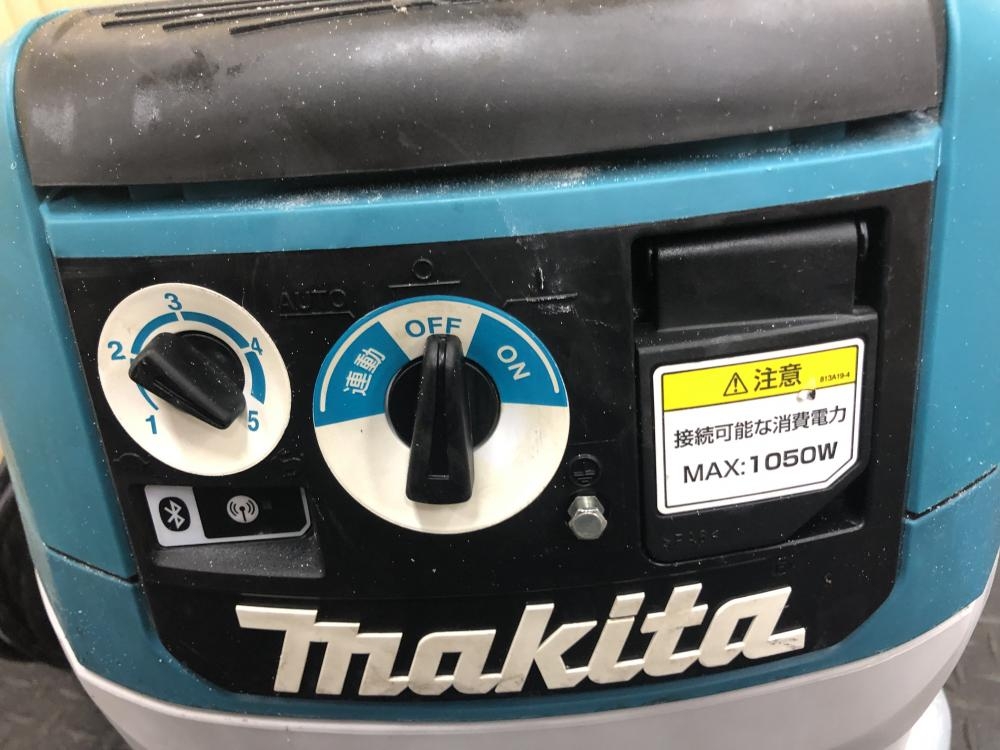 AUTO
1
2
3
4
5
連動
OFF
ON
⚠注意
813A19-4
接続可能な消費電力
MAX:1050W
makita